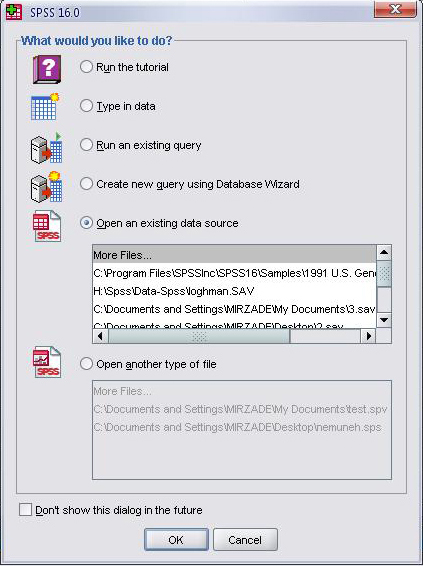 SPSS 16.0
What would you like to do?
Run the tutorial
Type in data
Run an existing query
Create new query using Database Wizard
Open an existing data source
SPSS
More Files...
C:\Program Files\SPSSInc\SPSS16\Samples\1991 U.S. Gene
H:\Spss\Data-Spss\loghman.SAV
C:\Documents and Settings\MIRZADE\My Documents\3.sav
C:\Documents and Settings\MIRZADE\Desktop\2.sav
Open another type of file
SPSS
More Files...
C:\Documents and Settings\MIRZADE\My Documents\test.spv
C:\Documents and Settings\MIRZADE\Desktop\nemuneh.sps
Don't show this dialog in the future
OK
Cancel